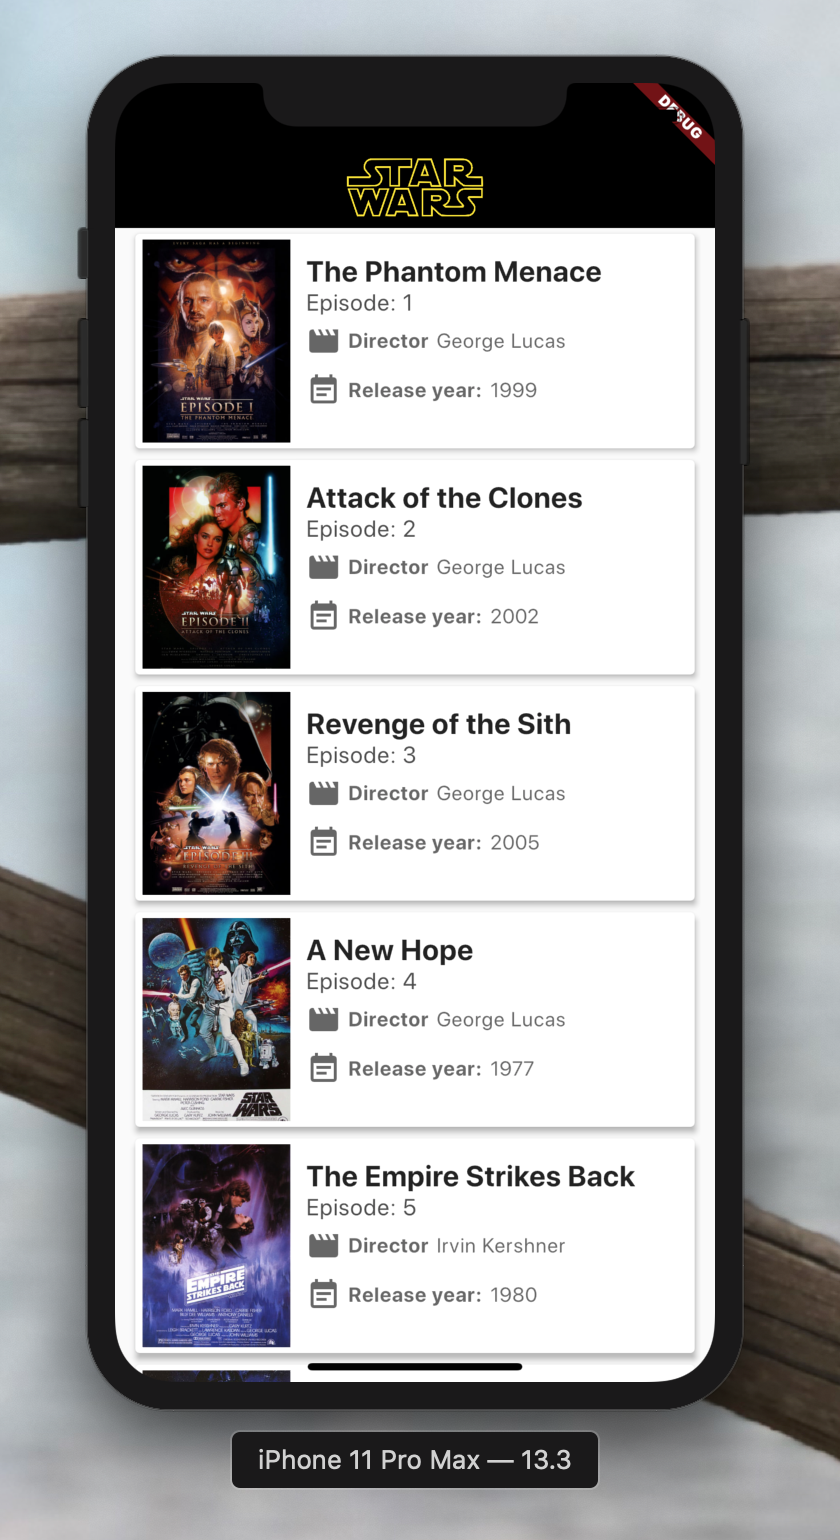 DEBUG
STAR
WARS
The Phantom Menace
Episode: 1
Director George Lucas
Release year: 1999
STAR WARS
EPISODE I
THE PHANTOM MENACE
Attack of the Clones
Episode: 2
Director George Lucas
Release year: 2002
STAR WARS
EPISODE II
ATTACK OF THE CLONES
Revenge of the Sith
Episode: 3
Director George Lucas
Release year: 2005
STAR WARS
EPISODE III
REVENGE OF THE SITH
A New Hope
Episode: 4
Director George Lucas
Release year: 1977
STAR
WARS
The Empire Strikes Back
Episode: 5
Director Irvin Kershner
Release year: 1980
EMPIRE
STRIKES BACK
iPhone 11 Pro Max — 13.3